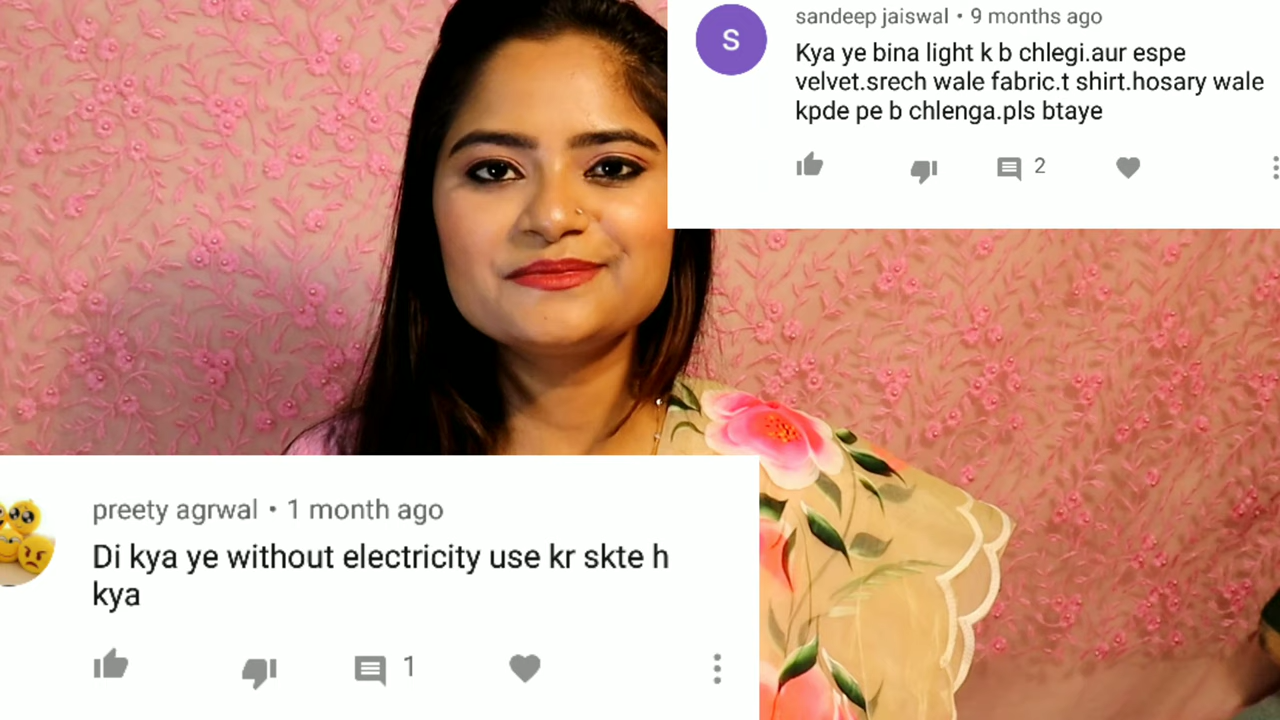 S
sandeep jaiswal • 9 months ago
Kya ye bina light k b chlegi.aur espe
velvet.srech wale fabric.t shirt.hosary wale
kpde pe b chlenga.pls btaye
2
preety agrwal • 1 month ago
Di kya ye without electricity use kr skte h
kya
1